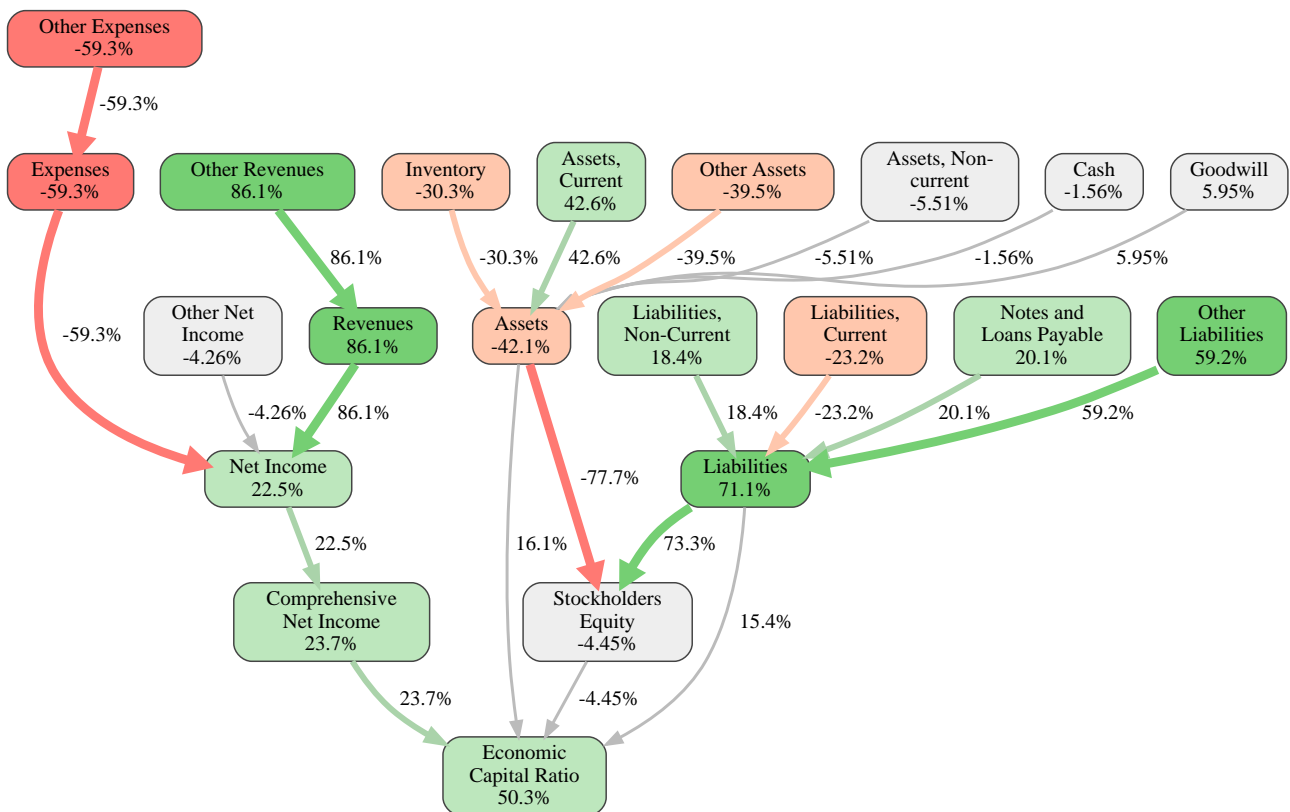 Other Expenses
-59.3%
-59.3%
Expenses
-59.3%
Other Revenues
86.1%
Inventory
-30.3%
Assets,
Current
42.6%
Other Assets
-39.5%
Assets, Non-
current
-5.51%
Cash
-1.56%
Goodwill
5.95%
86.1%
-30.3%
42.6%
-39.5%
-5.51%
-1.56%
5.95%
-59.3%
Other Net
Income
-4.26%
Revenues
86.1%
Assets
-42.1%
Liabilities,
Non-Current
18.4%
Liabilities,
Current
-23.2%
Notes and
Loans Payable
20.1%
Other
Liabilities
59.2%
-4.26%
86.1%
18.4%
-23.2%
20.1%
59.2%
Net Income
22.5%
-77.7%
Liabilities
71.1%
22.5%
16.1%
73.3%
Comprehensive
Net Income
23.7%
Stockholders
Equity
-4.45%
15.4%
23.7%
-4.45%
Economic
Capital Ratio
50.3%